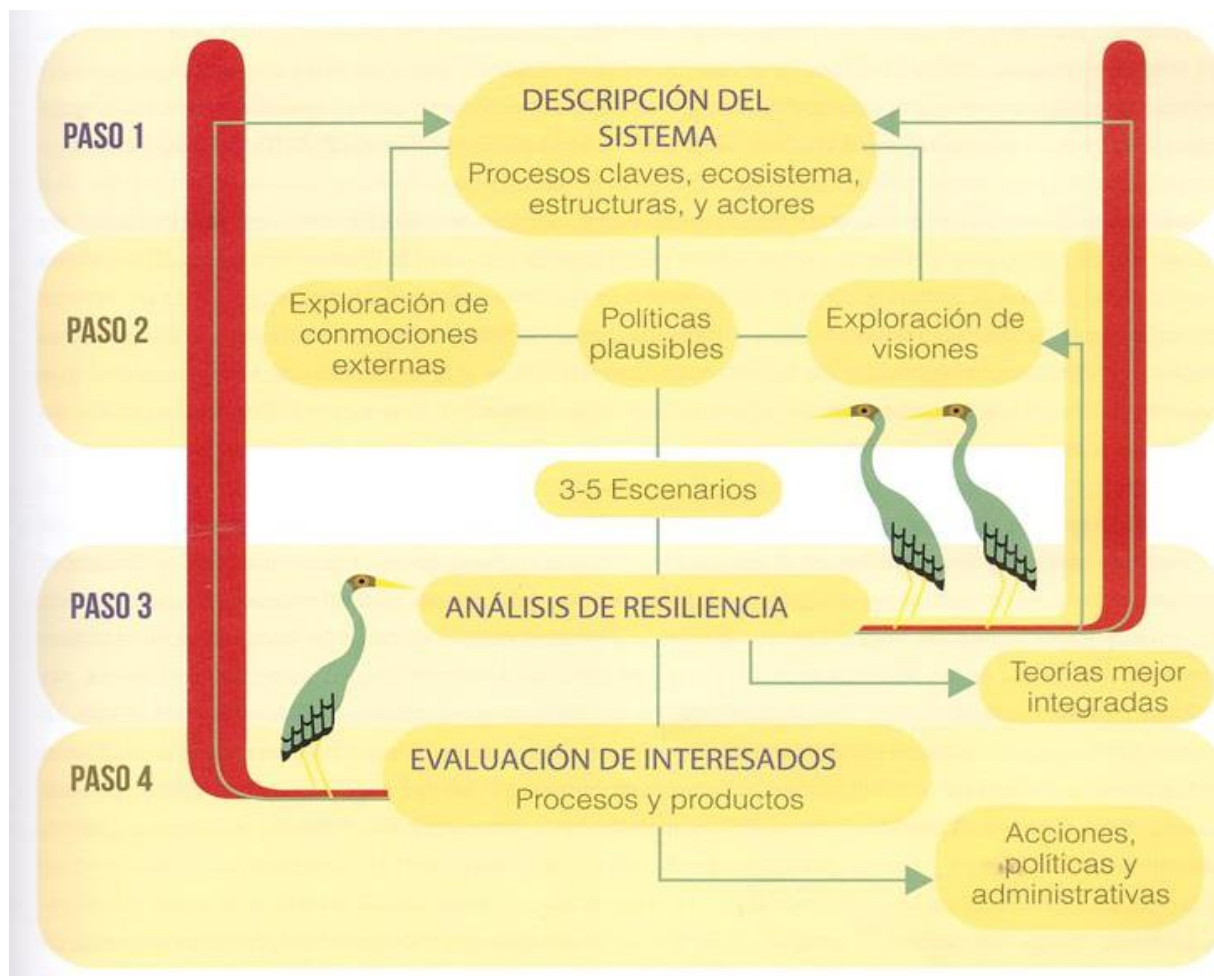 PASO 1
DESCRIPCIÓN DEL
SISTEMA
Procesos claves, ecosistema,
estructuras, y actores
PASO 2
Exploración de
conmociones
externas
Políticas
plausibles
Exploración de
visiones
3-5 Escenarios
PASO 3
ANÁLISIS DE RESILIENCIA
Teorías mejor
integradas
PASO 4
EVALUACIÓN DE INTERESADOS
Procesos y productos
Acciones,
políticas y
administrativas